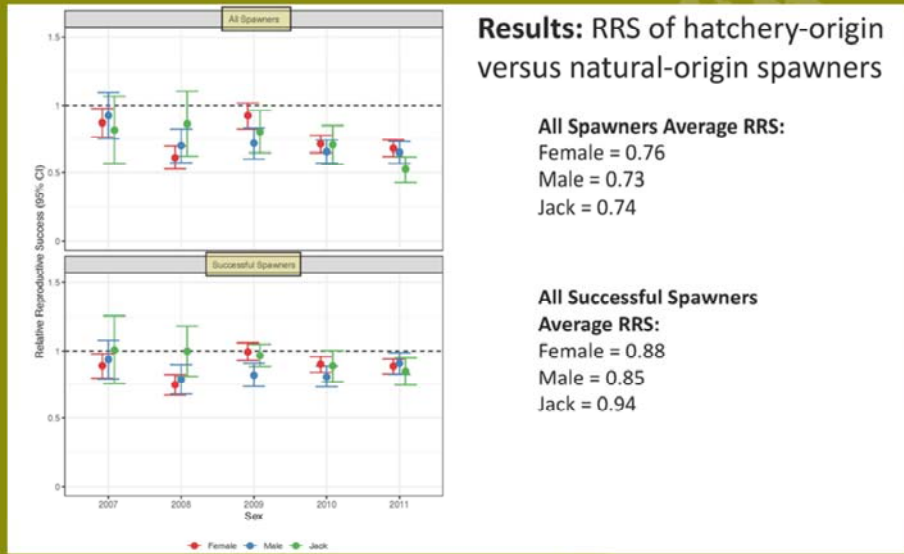 Results: RRS of hatchery-origin
versus natural-origin spawners
All Spawners
1.5
1
0.5
0
Successful Spawners
1.5
1
0.5
0
Relative Reproductive Success (95% CI)
2007 2008 2009 2010 2011
Sex
Female Male Jack
All Spawners Average RRS:
Female = 0.76
Male = 0.73
Jack = 0.74
All Successful Spawners
Average RRS:
Female = 0.88
Male = 0.85
Jack = 0.94